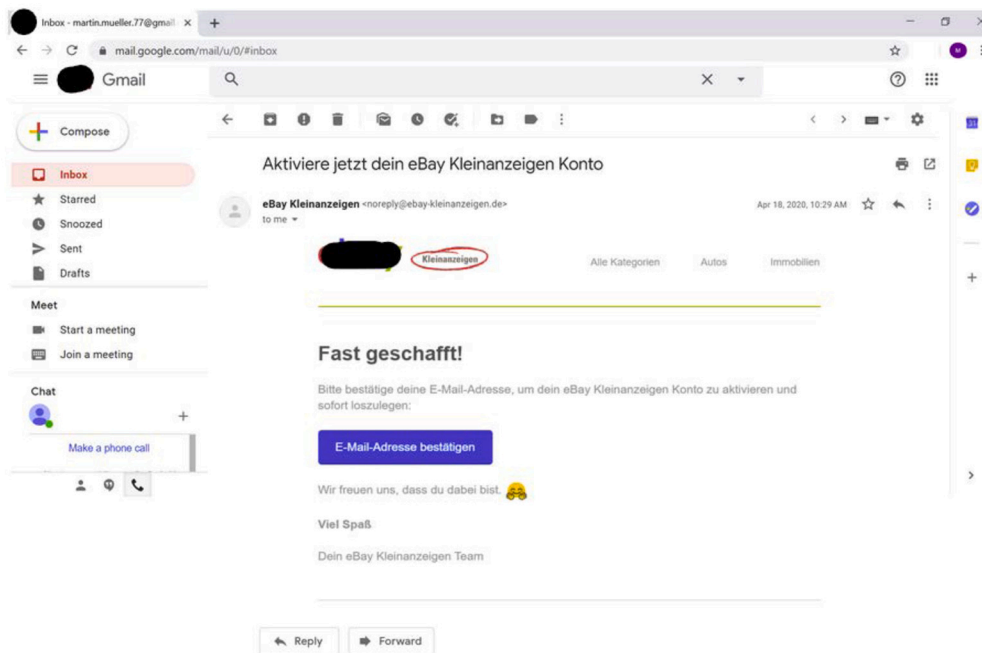 Inbox - martin.mueller.77@gmail
mail.google.com/mail/u/0/#inbox
Gmail
Compose
Inbox
Starred
Snoozed
Sent
Drafts
Meet
Start a meeting
Join a meeting
Chat
Make a phone call
Aktiviere jetzt dein eBay Kleinanzeigen Konto
eBay Kleinanzeigen <noreply@ebay-kleinanzeigen.de>
Apr 18, 2020, 10:29 AM
to me
Kleinanzeigen
Alle Kategorien Autos Immobilien
Fast geschafft!
Bitte bestätige deine E-Mail-Adresse, um dein eBay Kleinanzeigen Konto zu aktivieren und
sofort loszulegen:
E-Mail-Adresse bestätigen
Wir freuen uns, dass du dabei bist.
Viel Spaß
Dein eBay Kleinanzeigen Team
Reply Forward
M
31